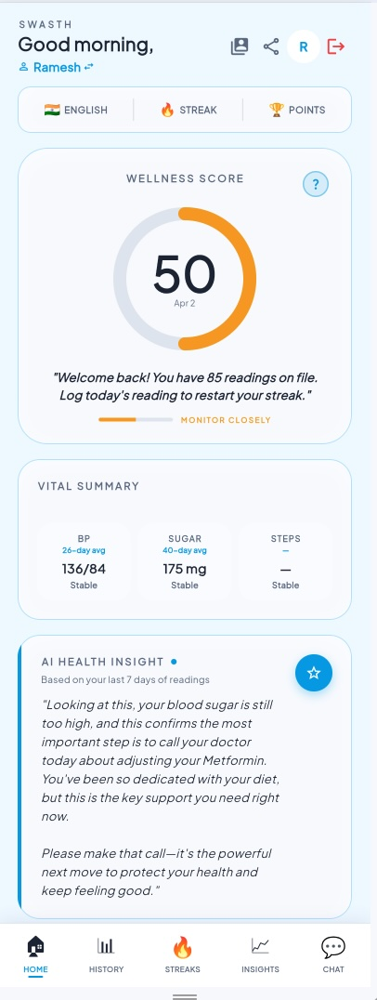 SWASTH
Good morning,
Ramesh
R
ENGLISH
STREAK
POINTS
WELLNESS SCORE
?
50
Apr 2
"Welcome back! You have 85 readings on file.
Log today's reading to restart your streak."
MONITOR CLOSELY
VITAL SUMMARY
BP
26-day avg
136/84
Stable
SUGAR
40-day avg
175 mg
Stable
STEPS
—
—
Stable
AI HEALTH INSIGHT
Based on your last 7 days of readings
"Looking at this, your blood sugar is still
too high, and this confirms the most
important step is to call your doctor
today about adjusting your Metformin.
You've been so dedicated with your diet,
but this is the key support you need right
now.
Please make that call—it's the powerful
next move to protect your health and
keep feeling good."
HOME
HISTORY
STREAKS
INSIGHTS
CHAT